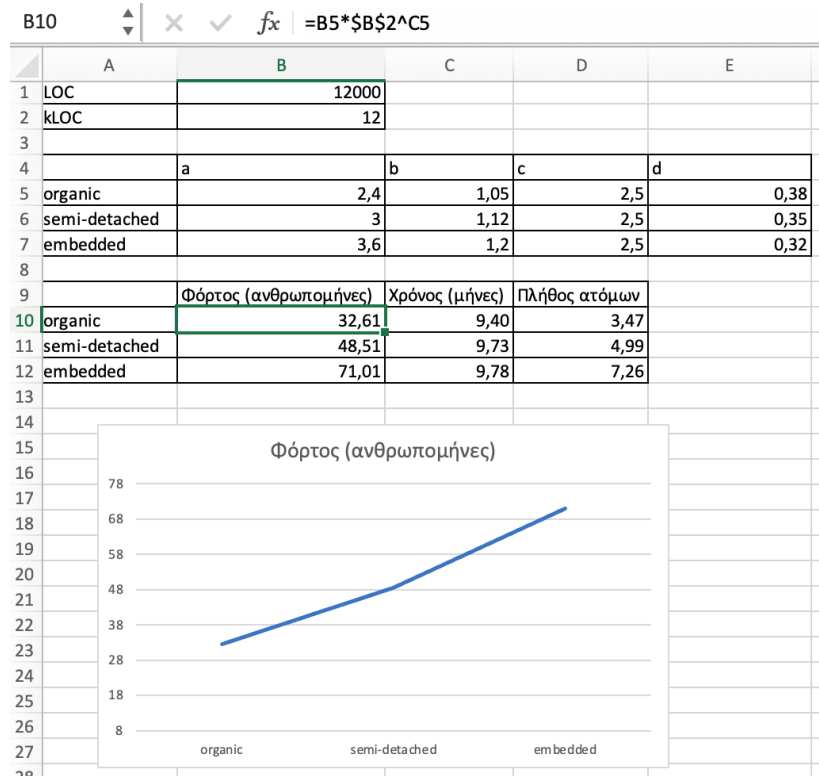 B10 fx =B5*$B$2^C5
A B C D E
1 LOC 12000
2 kLOC 12
3
4 a b c d
5 organic 2,4 1,05 2,5 0,38
6 semi-detached 3 1,12 2,5 0,35
7 embedded 3,6 1,2 2,5 0,32
8
9 Φόρτος (ανθρωπομήνες) Χρόνος (μήνες) Πλήθος ατόμων
10 organic 32,61 9,40 3,47
11 semi-detached 48,51 9,73 4,99
12 embedded 71,01 9,78 7,26
13
14
15
16
17
18
19
20
21
22
23
24
25
26
27
28
Φόρτος (ανθρωπομήνες)
78
68
58
48
38
28
18
8
organic semi-detached embedded